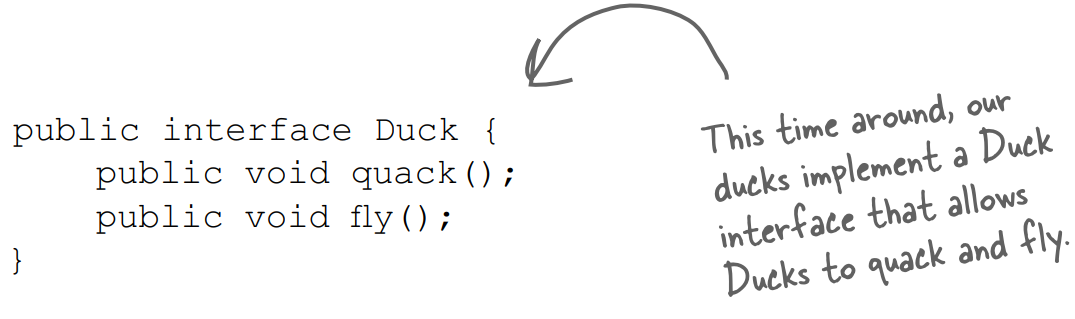 public interface Duck {
    public void quack();
    public void fly();
}
This time around, our
ducks implement a Duck
interface that allows
Ducks to quack and fly.